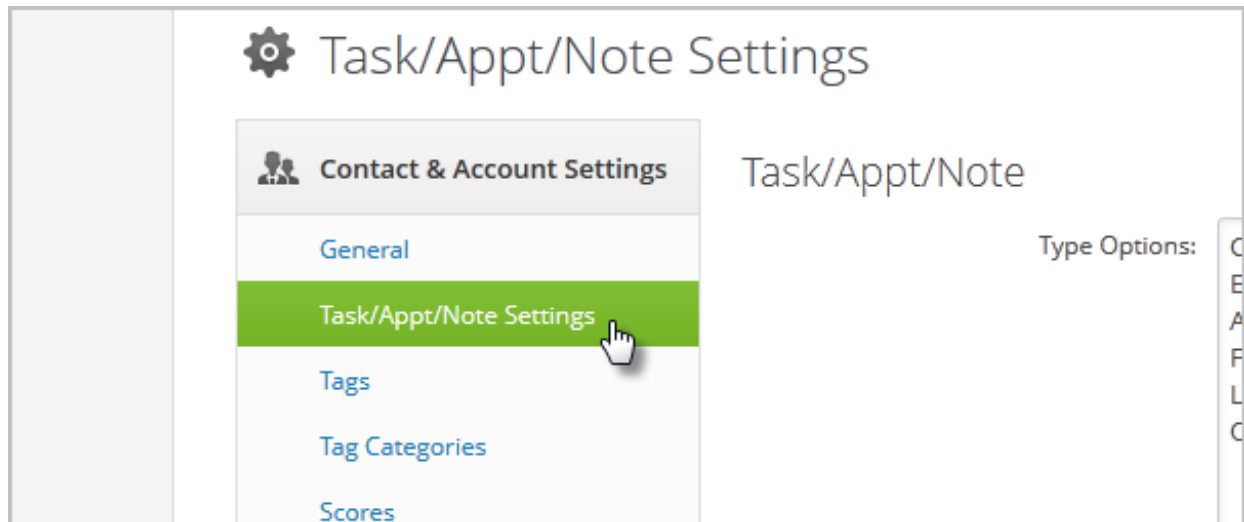 Task/Appt/Note Settings
Contact & Account Settings
General
Task/Appt/Note Settings
Tags
Tag Categories
Scores
Task/Appt/Note
Type Options: